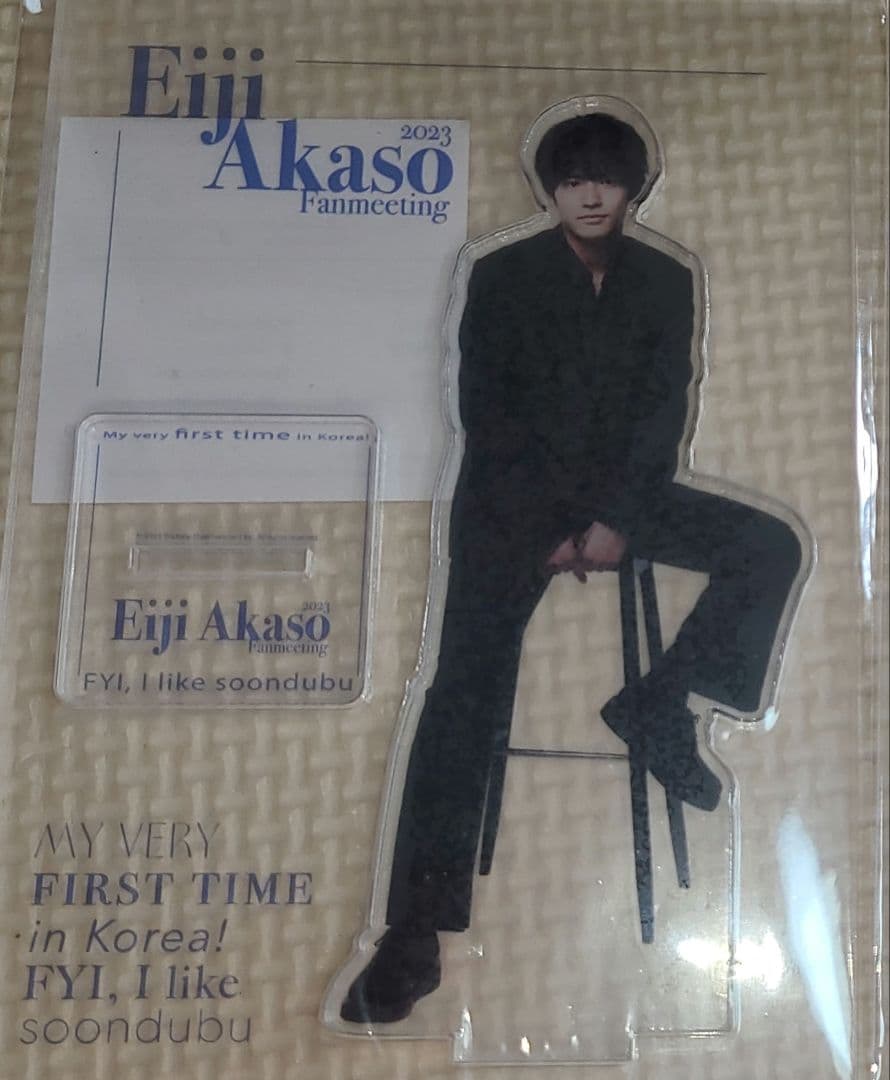 Eiji
2023
Akaso
Fanmeeting
My very first time in Korea!
2023
Eiji Akaso
Fanmeeting
FYI, I like soondubu
MY VERY
FIRST TIME
in Korea!
FYI, I like
soondubu